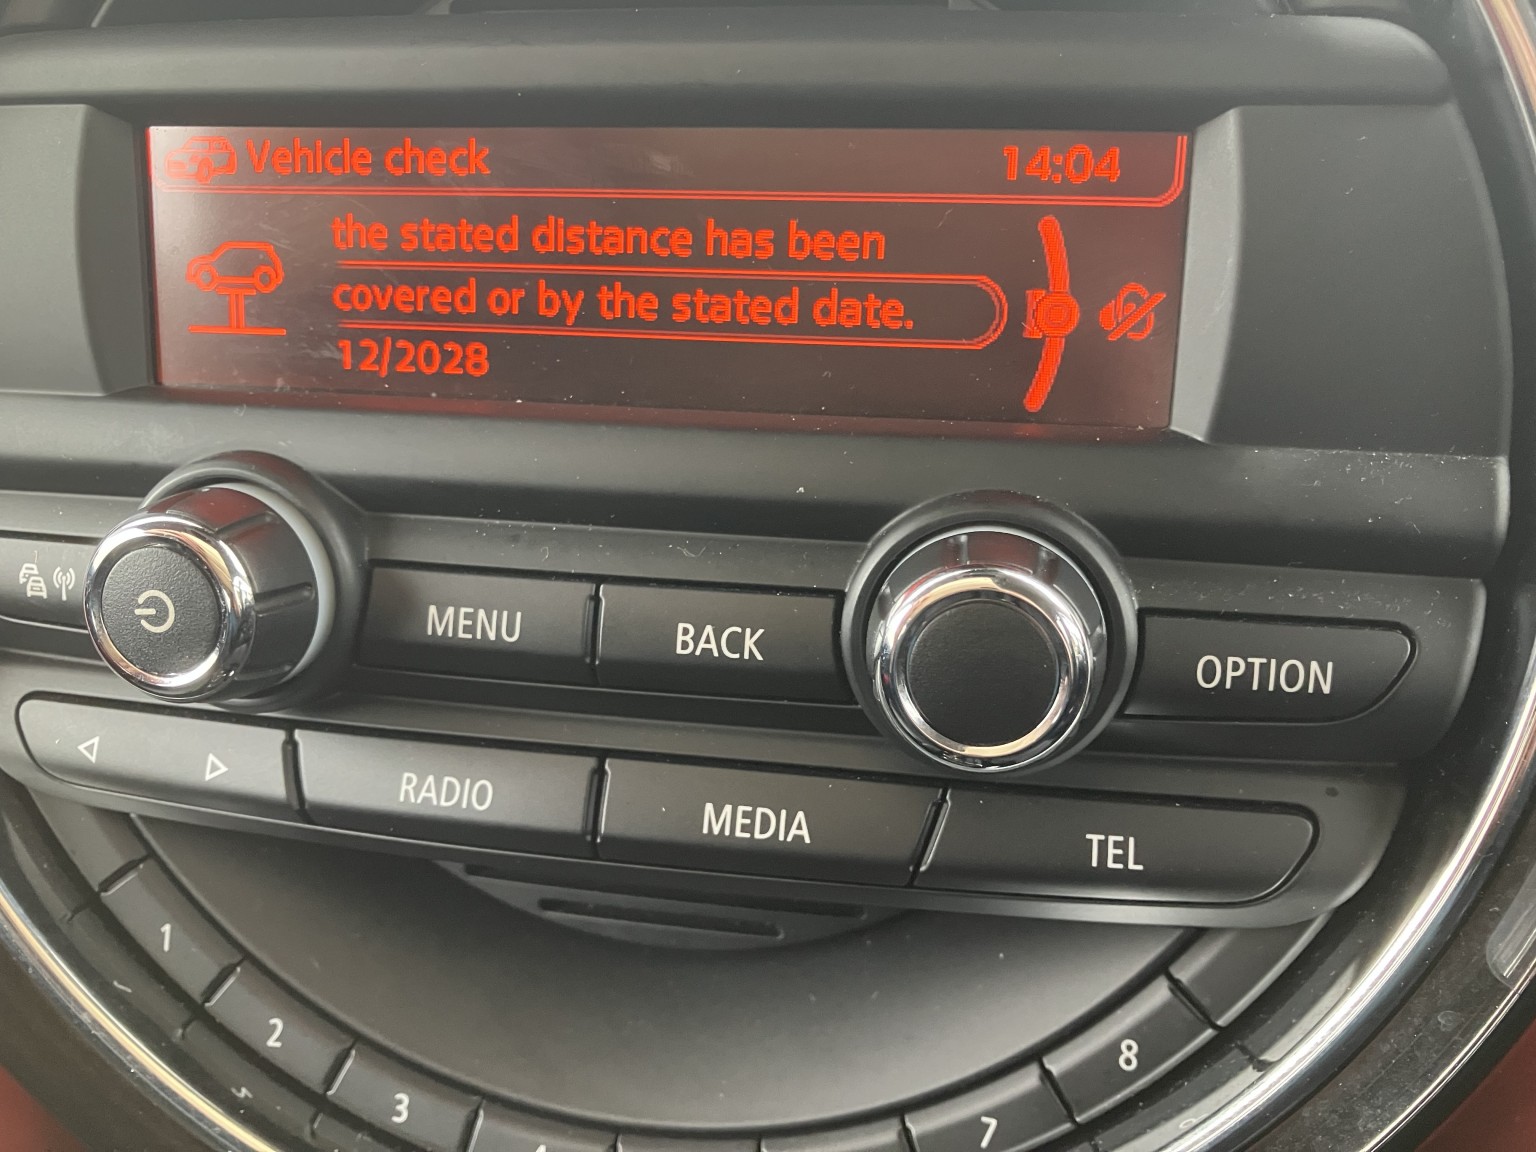 Vehicle check 14:04
the stated distance has been
covered or by the stated date.
12/2028
MENU BACK OPTION
RADIO MEDIA TEL
1
2
3
7
8